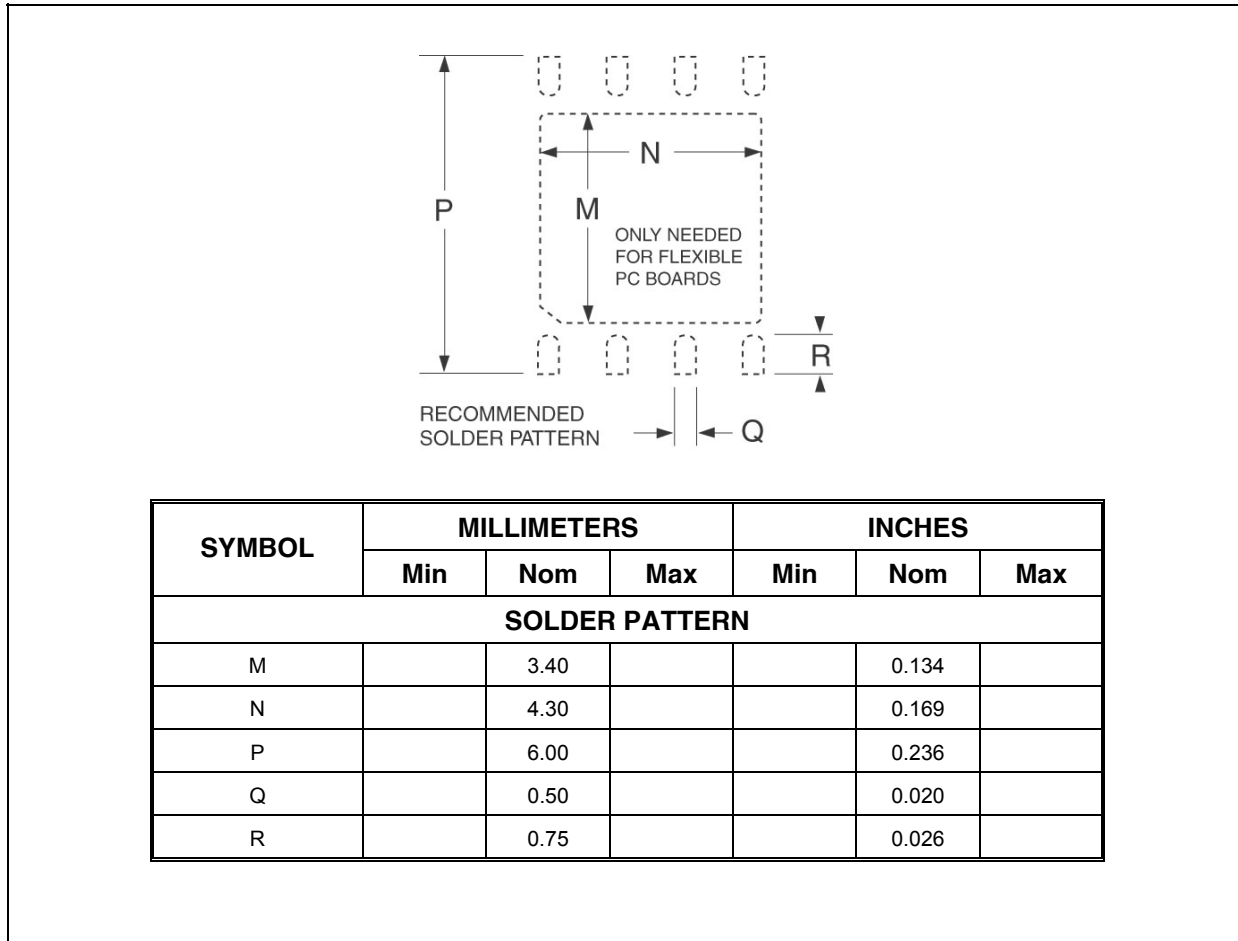 P
N
M
ONLY NEEDED
FOR FLEXIBLE
PC BOARDS
R
RECOMMENDED
SOLDER PATTERN
Q
SYMBOL MILLIMETERS INCHES
Min Nom Max Min Nom Max
SOLDER PATTERN
M 3.40 0.134
N 4.30 0.169
P 6.00 0.236
Q 0.50 0.020
R 0.75 0.026